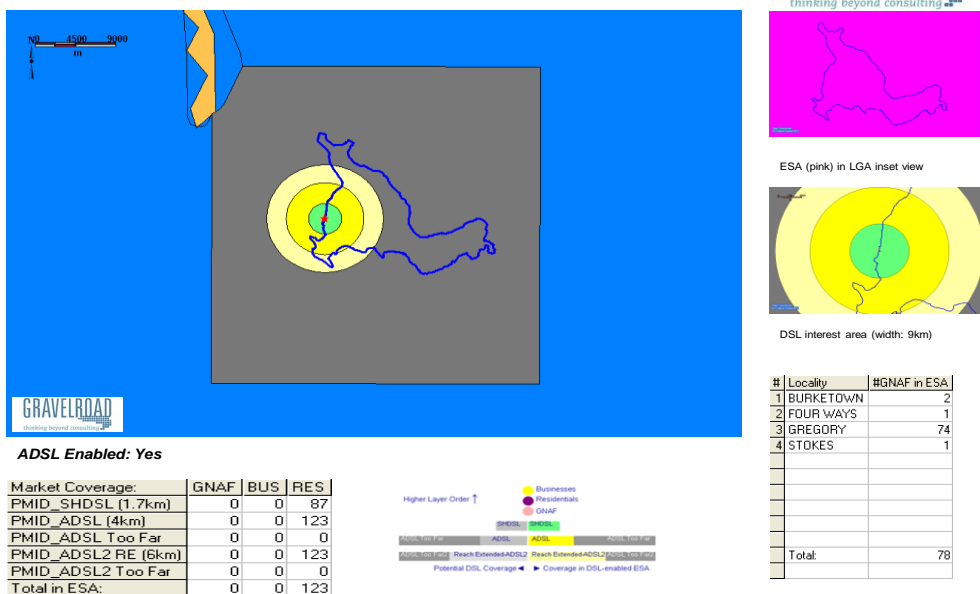 thinking beyond consulting
N0 4500 9000
m
GRAVELROAD
thinking beyond consulting
ESA (pink) in LGA inset view
DSL interest area (width: 9km)
# Locality #GNAF in ESA
1 BURKETOWN 2
2 FOUR WAYS 1
3 GREGORY 74
4 STOKES 1
Total: 78
ADSL Enabled: Yes
Market Coverage: GNAF BUS RES
PMID_SHDSL (1.7km) 0 0 87
PMID_ADSL (4km) 0 0 123
PMID_ADSL Too Far 0 0 0
PMID_ADSL2 RE (6km) 0 0 123
PMID_ADSL2 Too Far 0 0 0
Total in ESA: 0 0 123
Higher Layer Order ↑
Businesses
Residentials
GNAF
SHDSL SHDSL
ADSL Too Far ADSL ADSL ADSL Too Far
ADSL Too Far2 Reach Extended-ADSL2 Reach Extended-ADSL2 ADSL Too Far2
Potential DSL Coverage ◄ ► Coverage in DSL-enabled ESA